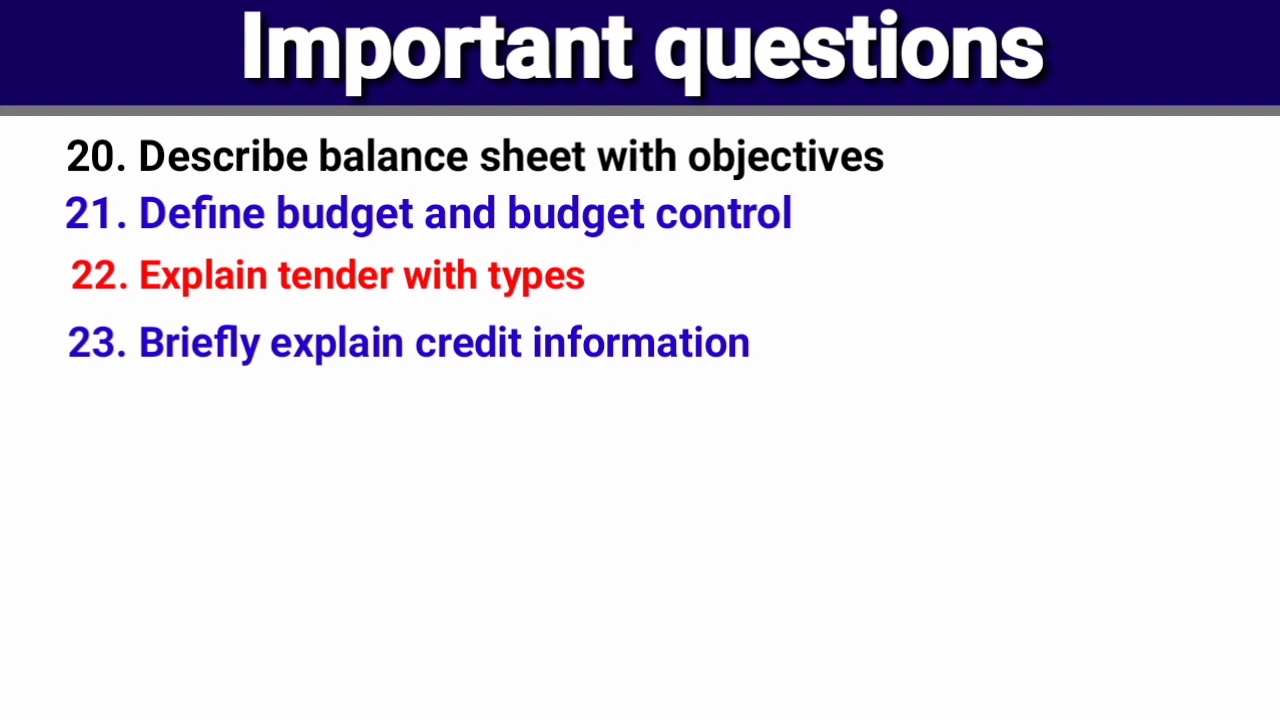 Important questions
20. Describe balance sheet with objectives
21. Define budget and budget control
22. Explain tender with types
23. Briefly explain credit information